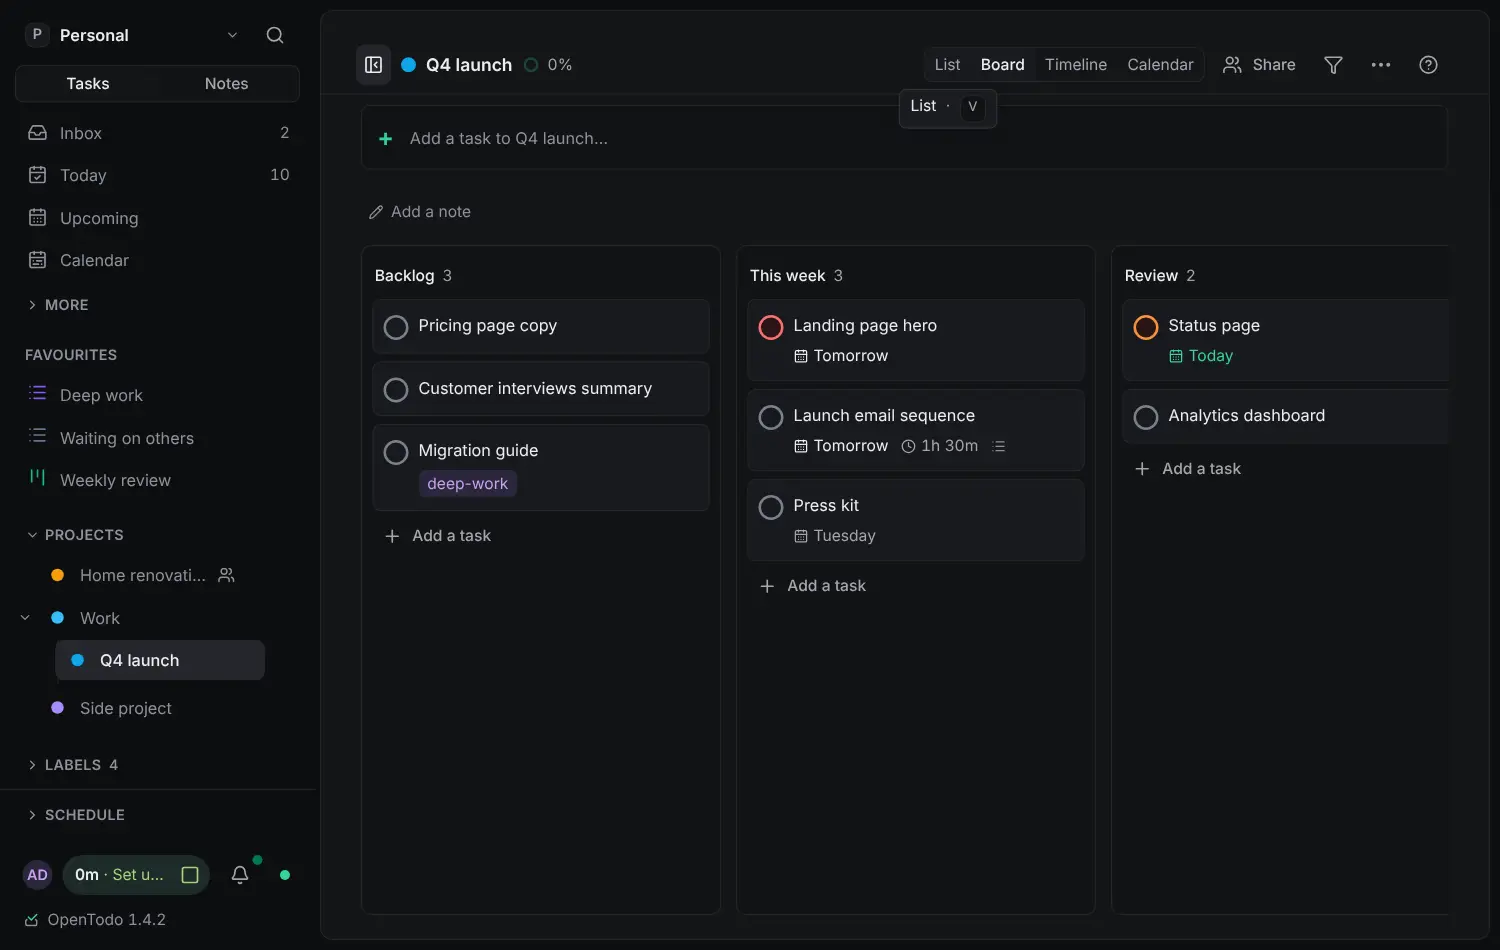 P Personal
Tasks Notes
Inbox 2
Today 10
Upcoming
Calendar
MORE
FAVOURITES
Deep work
Waiting on others
Weekly review
PROJECTS
Home renovati...
Work
Q4 launch
Side project
LABELS 4
SCHEDULE
AD 0m · Set u...
OpenTodo 1.4.2
Q4 launch 0%
List Board Timeline Calendar Share
List · V
Add a task to Q4 launch...
Add a note
Backlog 3
Pricing page copy
Customer interviews summary
Migration guide
deep-work
Add a task
This week 3
Landing page hero
Tomorrow
Launch email sequence
Tomorrow 1h 30m
Press kit
Tuesday
Add a task
Review 2
Status page
Today
Analytics dashboard
Add a task